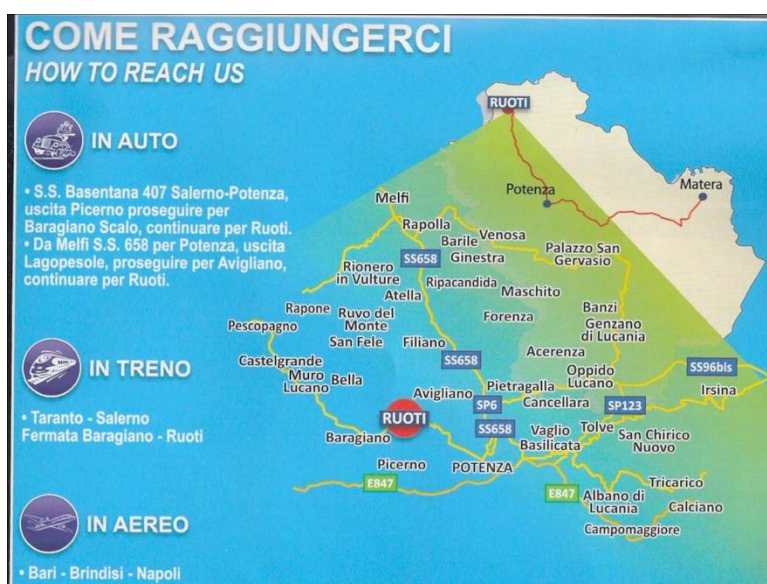 COME RAGGIUNGERCI
HOW TO REACH US
IN AUTO
• S.S. Basentana 407 Salerno-Potenza,
uscita Picerno proseguire per
Baragiano Scalo, continuare per Ruoti.
• Da Melfi S.S. 658 per Potenza, uscita
Lagopesole, proseguire per Avigliano,
continuare per Ruoti.
IN TRENO
• Taranto - Salerno
Fermata Baragiano - Ruoti
IN AEREO
• Bari - Brindisi - Napoli
RUOTI
Potenza
Matera
Melfi
Rapolla
Barile
Venosa
Ginestra
Palazzo San
Gervasio
SS658
Rionero
in Vulture
Ripacandida
Atella
Maschito
Rapone
Ruvo del
Monte
Forenza
Banzi
Genzano
di Lucania
Pescopagno
San Fele
Filiano
Acerenza
Castelgrande
SS658
Oppido
Lucano
SS96bis
Muro
Lucano
Bella
Avigliano
Pietragalla
Irsina
RUOTI
SP6
Cancellara
SP123
Baragiano
SS658
Vaglio
Basilicata
Tolve
San Chirico
Nuovo
Picerno
POTENZA
E847
E847
Tricarico
Albano di
Lucania
Calciano
Campomaggiore